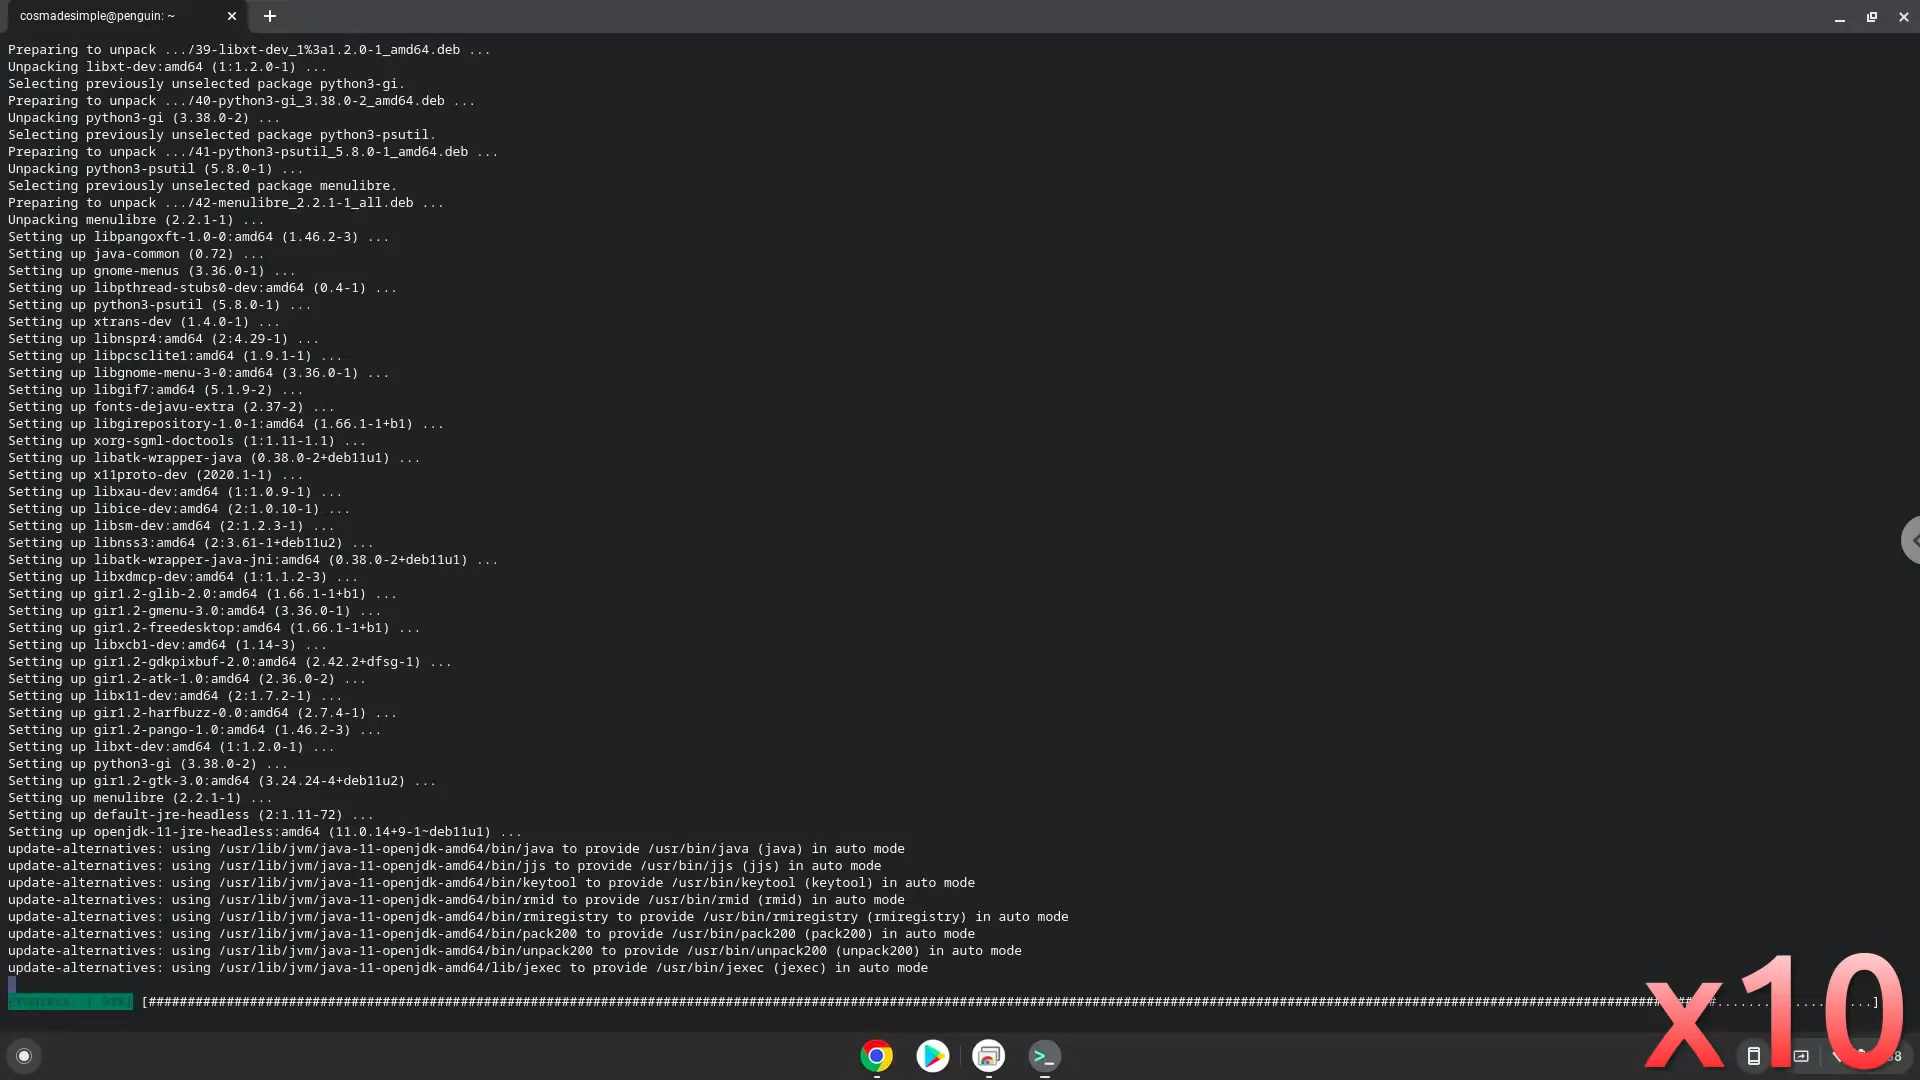 cosmadesimple@penguin: ~
Preparing to unpack .../39-libxt-dev_1%3a1.2.0-1_amd64.deb ...
Unpacking libxt-dev:amd64 (1:1.2.0-1) ...
Selecting previously unselected package python3-gi.
Preparing to unpack .../40-python3-gi_3.38.0-2_amd64.deb ...
Unpacking python3-gi (3.38.0-2) ...
Selecting previously unselected package python3-psutil.
Preparing to unpack .../41-python3-psutil_5.8.0-1_amd64.deb ...
Unpacking python3-psutil (5.8.0-1) ...
Selecting previously unselected package menulibre.
Preparing to unpack .../42-menulibre_2.2.1-1_all.deb ...
Unpacking menulibre (2.2.1-1) ...
Setting up libpangoxft-1.0-0:amd64 (1.46.2-3) ...
Setting up java-common (0.72) ...
Setting up gnome-menus (3.36.0-1) ...
Setting up libpthread-stubs0-dev:amd64 (0.4-1) ...
Setting up python3-psutil (5.8.0-1) ...
Setting up xtrans-dev (1.4.0-1) ...
Setting up libnspr4:amd64 (2:4.29-1) ...
Setting up libpcsclite1:amd64 (1.9.1-1) ...
Setting up libgnome-menu-3-0:amd64 (3.36.0-1) ...
Setting up libgif7:amd64 (5.1.9-2) ...
Setting up fonts-dejavu-extra (2.37-2) ...
Setting up libgirepository-1.0-1:amd64 (1.66.1-1+b1) ...
Setting up xorg-sgml-doctools (1:1.11-1.1) ...
Setting up libatk-wrapper-java (0.38.0-2+deb11u1) ...
Setting up x11proto-dev (2020.1-1) ...
Setting up libxau-dev:amd64 (1:1.0.9-1) ...
Setting up libice-dev:amd64 (2:1.0.10-1) ...
Setting up libsm-dev:amd64 (2:1.2.3-1) ...
Setting up libnss3:amd64 (2:3.61-1+deb11u2) ...
Setting up libatk-wrapper-java-jni:amd64 (0.38.0-2+deb11u1) ...
Setting up libxdmcp-dev:amd64 (1:1.1.2-3) ...
Setting up gir1.2-glib-2.0:amd64 (1.66.1-1+b1) ...
Setting up gir1.2-gmenu-3.0:amd64 (3.36.0-1) ...
Setting up gir1.2-freedesktop:amd64 (1.66.1-1+b1) ...
Setting up libxcb1-dev:amd64 (1.14-3) ...
Setting up gir1.2-gdkpixbuf-2.0:amd64 (2.42.2+dfsg-1) ...
Setting up gir1.2-atk-1.0:amd64 (2.36.0-2) ...
Setting up libx11-dev:amd64 (2:1.7.2-1) ...
Setting up gir1.2-harfbuzz-0.0:amd64 (2.7.4-1) ...
Setting up gir1.2-pango-1.0:amd64 (1.46.2-3) ...
Setting up libxt-dev:amd64 (1:1.2.0-1) ...
Setting up python3-gi (3.38.0-2) ...
Setting up gir1.2-gtk-3.0:amd64 (3.24.24-4+deb11u2) ...
Setting up menulibre (2.2.1-1) ...
Setting up default-jre-headless (2:1.11-72) ...
Setting up openjdk-11-jre-headless:amd64 (11.0.14+9-1~deb11u1) ...
update-alternatives: using /usr/lib/jvm/java-11-openjdk-amd64/bin/java to provide /usr/bin/java (java) in auto mode
update-alternatives: using /usr/lib/jvm/java-11-openjdk-amd64/bin/jjs to provide /usr/bin/jjs (jjs) in auto mode
update-alternatives: using /usr/lib/jvm/java-11-openjdk-amd64/bin/keytool to provide /usr/bin/keytool (keytool) in auto mode
update-alternatives: using /usr/lib/jvm/java-11-openjdk-amd64/bin/rmid to provide /usr/bin/rmid (rmid) in auto mode
update-alternatives: using /usr/lib/jvm/java-11-openjdk-amd64/bin/rmiregistry to provide /usr/bin/rmiregistry (rmiregistry) in auto mode
update-alternatives: using /usr/lib/jvm/java-11-openjdk-amd64/bin/pack200 to provide /usr/bin/pack200 (pack200) in auto mode
update-alternatives: using /usr/lib/jvm/java-11-openjdk-amd64/bin/unpack200 to provide /usr/bin/unpack200 (unpack200) in auto mode
update-alternatives: using /usr/lib/jvm/java-11-openjdk-amd64/lib/jexec to provide /usr/bin/jexec (jexec) in auto mode
Progress:
x10